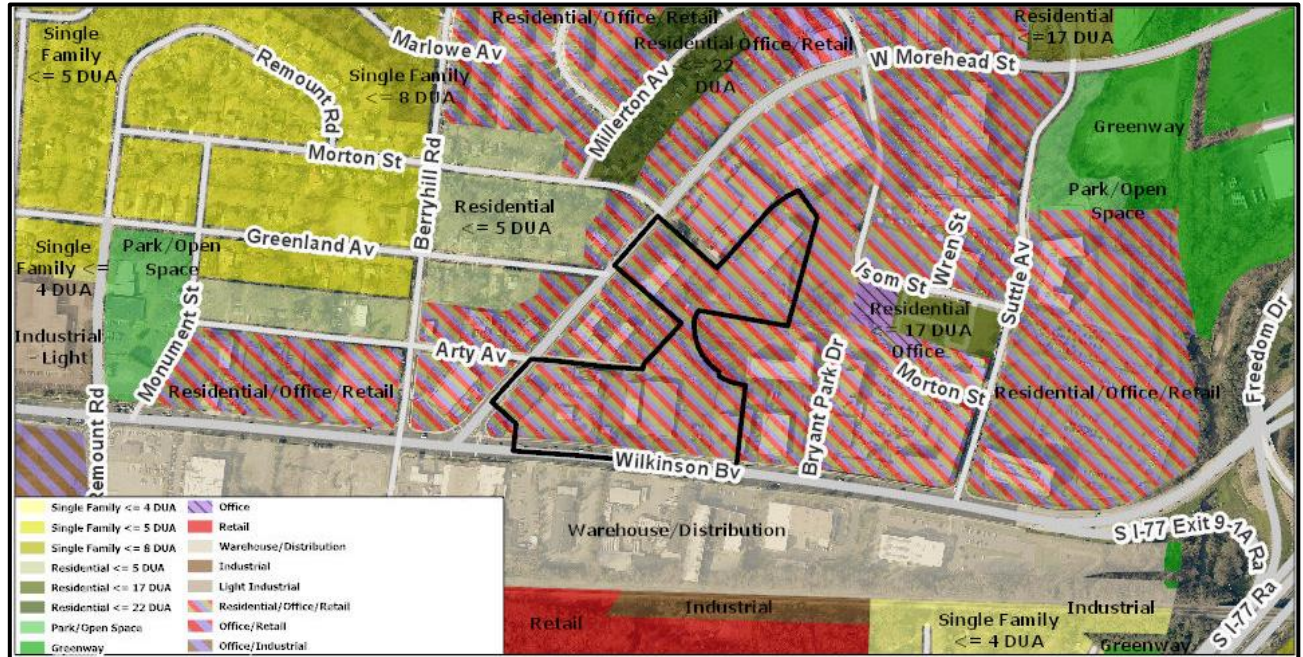 Residential/Office/Retail
Residential
<=17 DUA
Single
Family
<= 5 DUA
Marlowe Av
Residential
<= 22
DUA
Office/Retail
W Morehead St
Single Family
<= 8 DUA
Remount Rd
Millerton Av
Greenway
Morton St
Berryhill Rd
Park/Open
Space
Residential
<= 5 DUA
Greenland Av
Single
Family <=
4 DUA
Park/Open
Space
Wren St
Isom St
Suttle Av
Monument St
Residential
<= 17 DUA
Office
Industrial
- Light
Freedom Dr
Arty Av
Bryant Park Dr
Morton St
Residential/Office/Retail
Residential/Office/Retail
Remount Rd
Wilkinson Bv
Warehouse/Distribution
S I-77 Exit 9-1A Ra
S I-77/Ra
Industrial
Industrial
Retail
Single Family
<= 4 DUA
Greenway
Single Family <= 4 DUA
Single Family <= 5 DUA
Single Family <= 8 DUA
Residential <= 5 DUA
Residential <= 17 DUA
Residential <= 22 DUA
Park/Open Space
Greenway
Office
Retail
Warehouse/Distribution
Industrial
Light Industrial
Residential/Office/Retail
Office/Retail
Office/Industrial